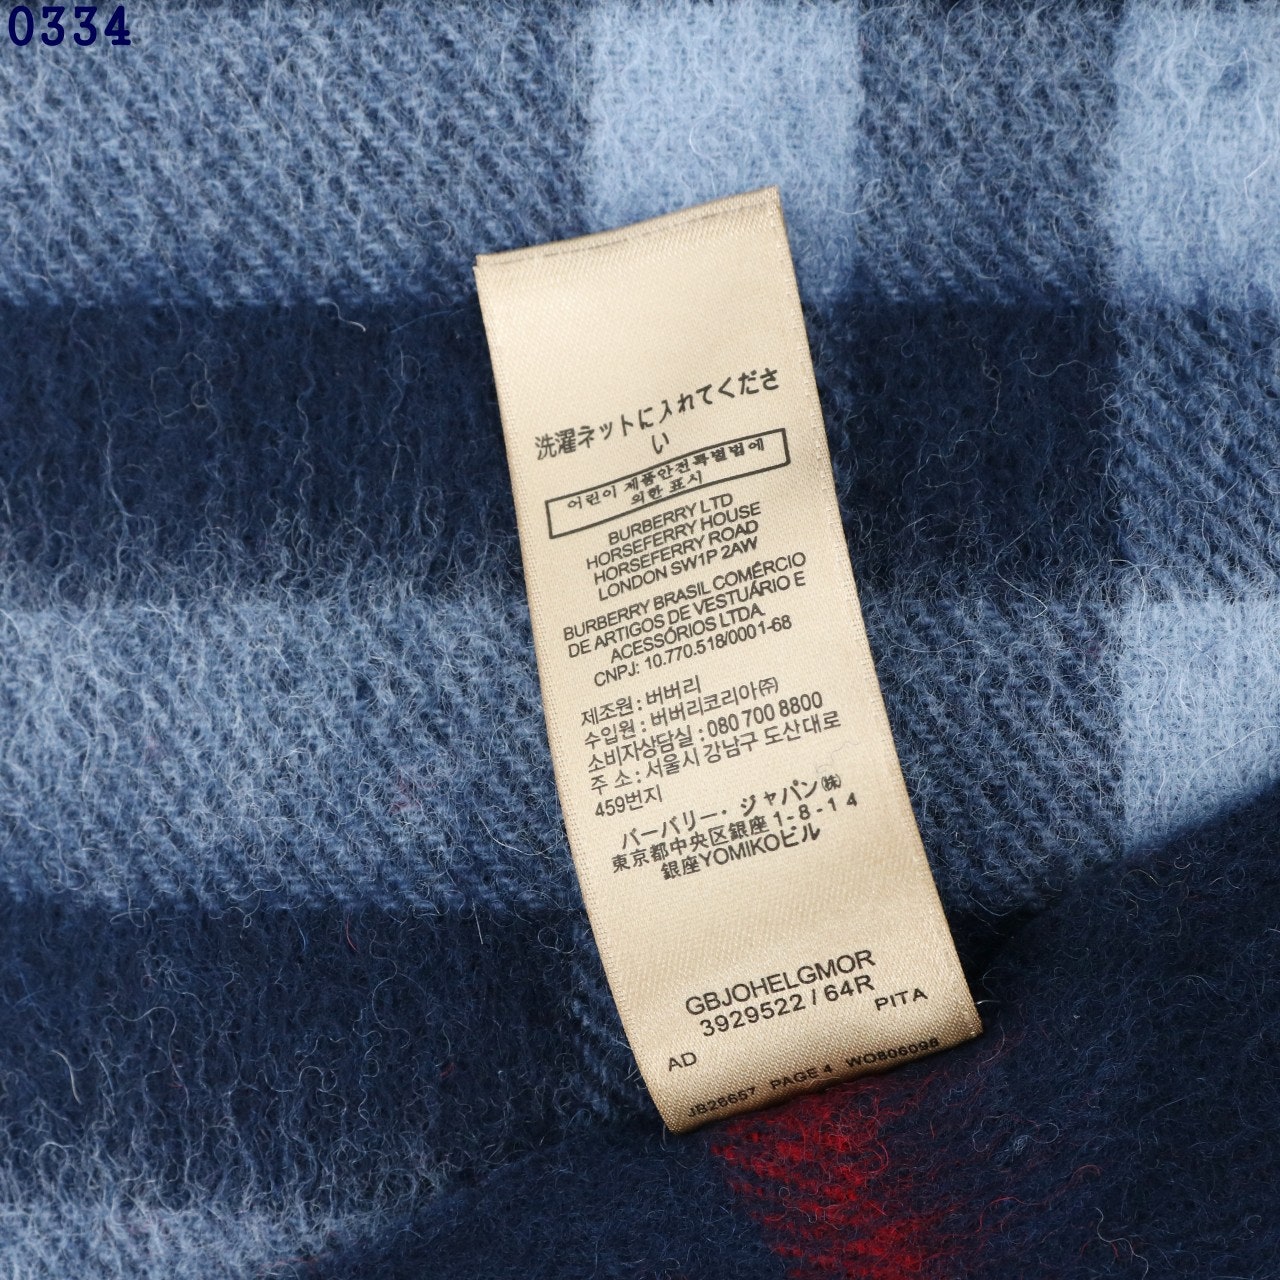 0334
洗濯ネットに入れてくださ
い
어린이 제품안전특별법에
의한 표시
BURBERRY LTD
HORSEFERRY HOUSE
HORSEFERRY ROAD
LONDON SW1P 2AW
BURBERRY BRASIL COMÉRCIO
DE ARTIGOS DE VESTUÁRIO E
ACESSÓRIOS LTDA.
CNPJ: 10.770.518/0001-68
제조원 : 버버리
수입원 : 버버리코리아㈜
소비자상담실 : 080 700 8800
주 소 : 서울시 강남구 도산대로
459번지
バーバリー・ジャパン㈱
東京都中央区銀座1-8-14
銀座YOMIKOビル
GBJOHELGMOR
3929522 / 64R
PITA
AD
JB26657 PAGE 4 WO806098